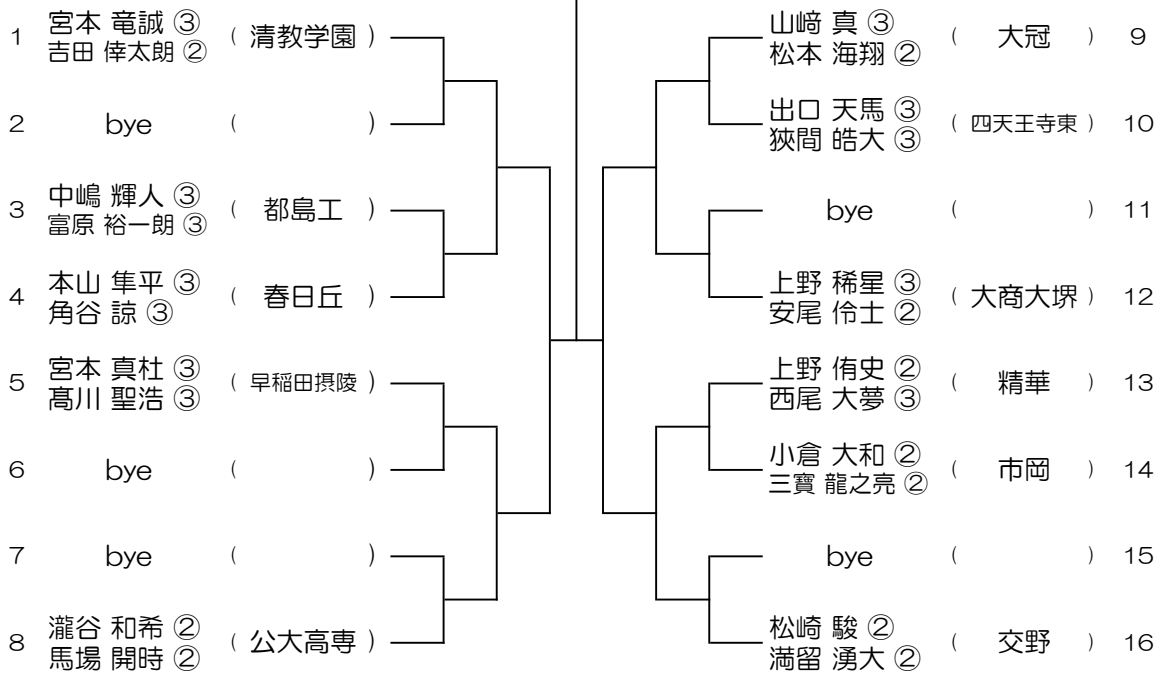 1 宮本 竜誠 ③ ( 清教学園 )
吉田 倖太朗 ②
2 bye ( )
3 中嶋 輝人 ③ ( 都島工 )
富原 裕一朗 ③
4 本山 隼平 ③ ( 春日丘 )
角谷 諒 ③
5 宮本 真杜 ③ ( 早稲田摂陵 )
髙川 聖浩 ③
6 bye ( )
7 bye ( )
8 瀧谷 和希 ② ( 公大高専 )
馬場 開時 ②
山﨑 真 ③ ( 大冠 ) 9
松本 海翔 ②
出口 天馬 ③ ( 四天王寺東 ) 10
狹間 皓大 ③
bye ( ) 11
上野 稀星 ③ ( 大商大堺 ) 12
安尾 伶士 ②
上野 侑史 ② ( 精華 ) 13
西尾 大夢 ③
小倉 大和 ② ( 市岡 ) 14
三寶 龍之亮 ②
bye ( ) 15
松崎 駿 ② ( 交野 ) 16
満留 湧大 ②